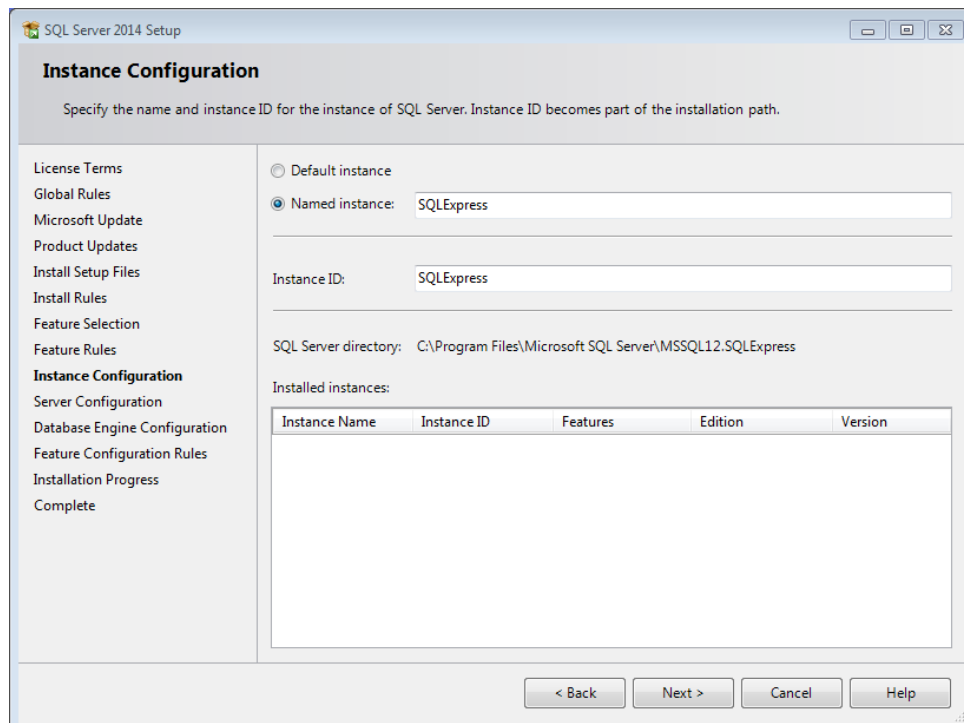 SQL Server 2014 Setup
Instance Configuration
Specify the name and instance ID for the instance of SQL Server. Instance ID becomes part of the installation path.
License Terms
Global Rules
Microsoft Update
Product Updates
Install Setup Files
Install Rules
Feature Selection
Feature Rules
Instance Configuration
Server Configuration
Database Engine Configuration
Feature Configuration Rules
Installation Progress
Complete
Default instance
Named instance: SQLExpress
Instance ID: SQLExpress
SQL Server directory: C:\Program Files\Microsoft SQL Server\MSSQL12.SQLExpress
Installed instances:
Instance Name Instance ID Features Edition Version
< Back Next > Cancel Help